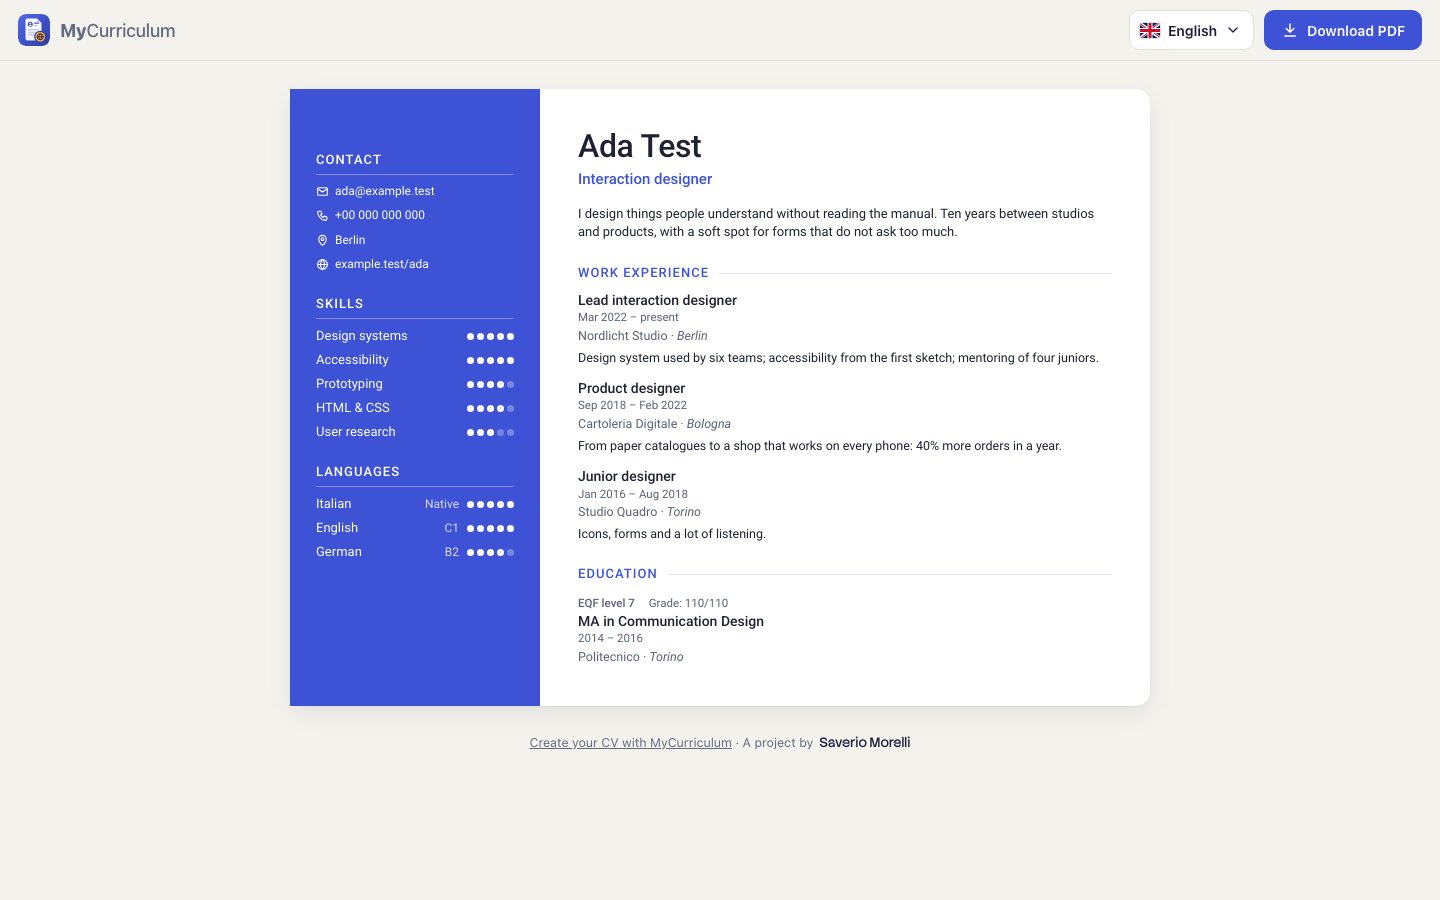 MyCurriculum
English
Download PDF
CONTACT
ada@example.test
+00 000 000 000
Berlin
example.test/ada
SKILLS
Design systems
Accessibility
Prototyping
HTML & CSS
User research
LANGUAGES
Italian Native
English C1
German B2
Ada Test
Interaction designer
I design things people understand without reading the manual. Ten years between studios
and products, with a soft spot for forms that do not ask too much.
WORK EXPERIENCE
Lead interaction designer
Mar 2022 – present
Nordlicht Studio · Berlin
Design system used by six teams; accessibility from the first sketch; mentoring of four juniors.
Product designer
Sep 2018 – Feb 2022
Cartoleria Digitale · Bologna
From paper catalogues to a shop that works on every phone: 40% more orders in a year.
Junior designer
Jan 2016 – Aug 2018
Studio Quadro · Torino
Icons, forms and a lot of listening.
EDUCATION
EQF level 7 Grade: 110/110
MA in Communication Design
2014 – 2016
Politecnico · Torino
Create your CV with MyCurriculum · A project by Saverio Morelli